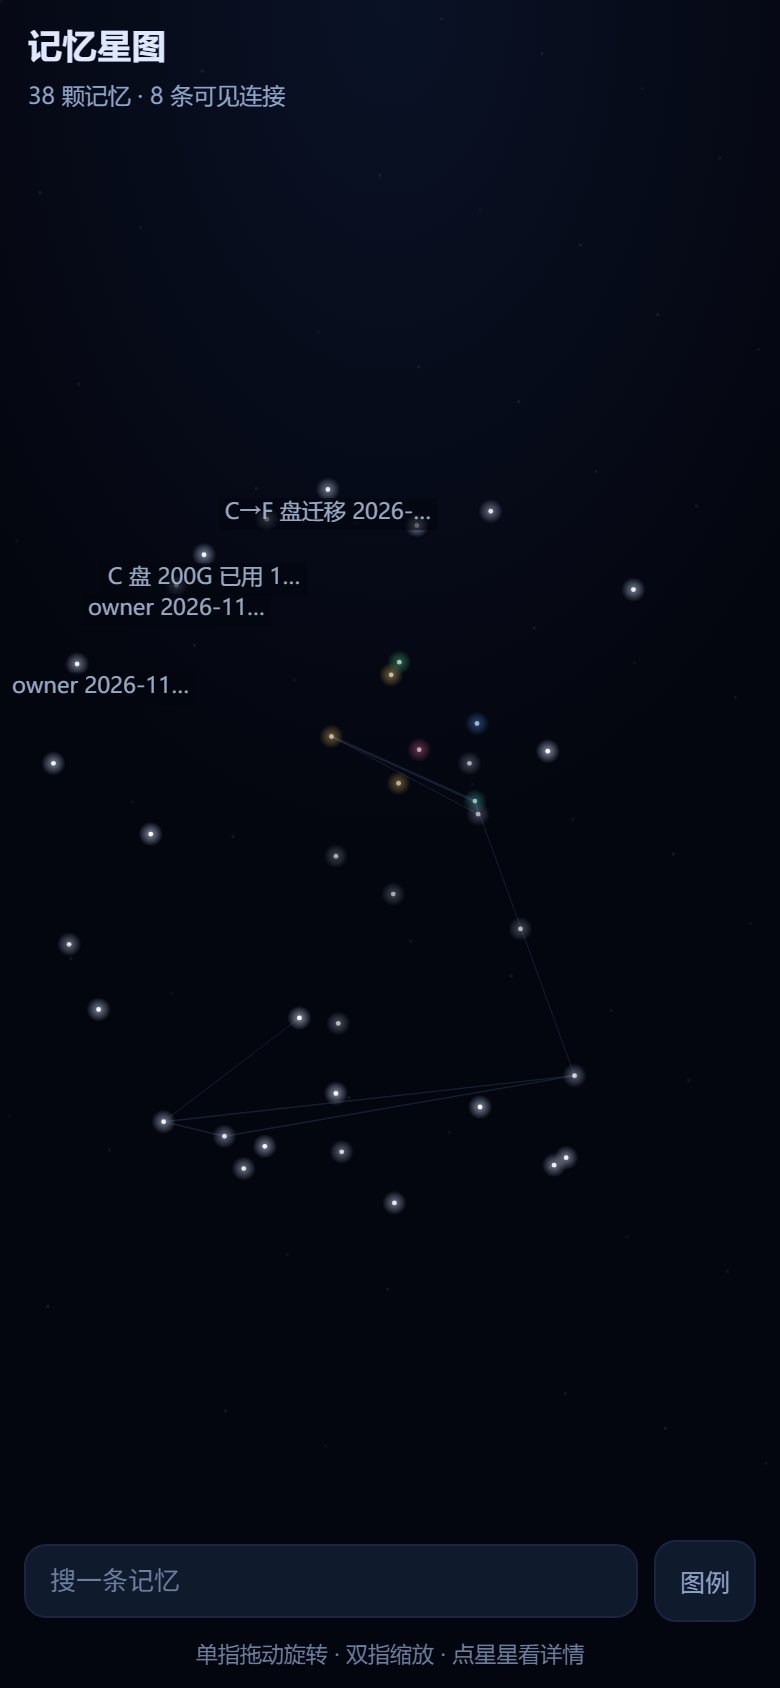 记忆星图
38 颗记忆 · 8 条可见连接
C→F 盘迁移 2026-...
C 盘 200G 已用 1...
owner 2026-11...
owner 2026-11...
搜一条记忆
图例
单指拖动旋转 · 双指缩放 · 点星星看详情